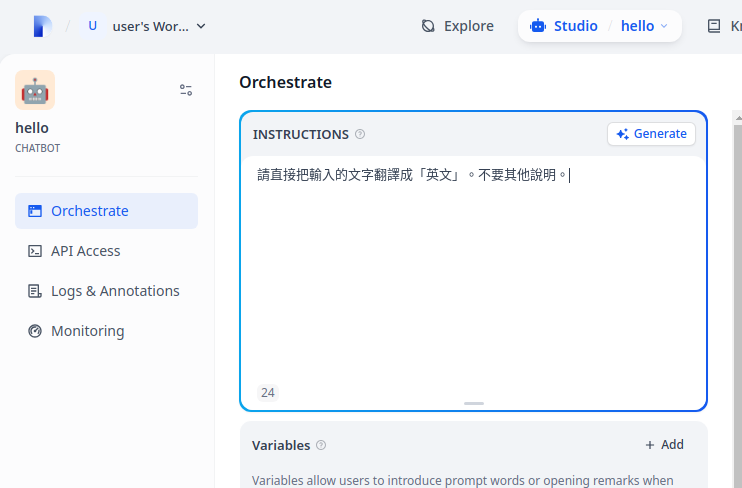 U user's Wor...
Explore
Studio / hello
Orchestrate
hello
CHATBOT
INSTRUCTIONS
Generate
請直接把輸入的文字翻譯成「英文」。不要其他說明。
24
Orchestrate
API Access
Logs & Annotations
Monitoring
Variables
+ Add
Variables allow users to introduce prompt words or opening remarks when